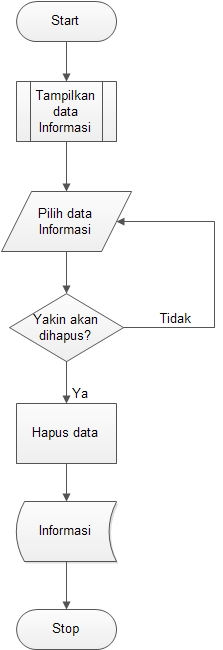 Start
Tampilkan
data
Informasi
Pilih data
Informasi
Yakin akan
dihapus?
Tidak
Ya
Hapus data
Informasi
Stop